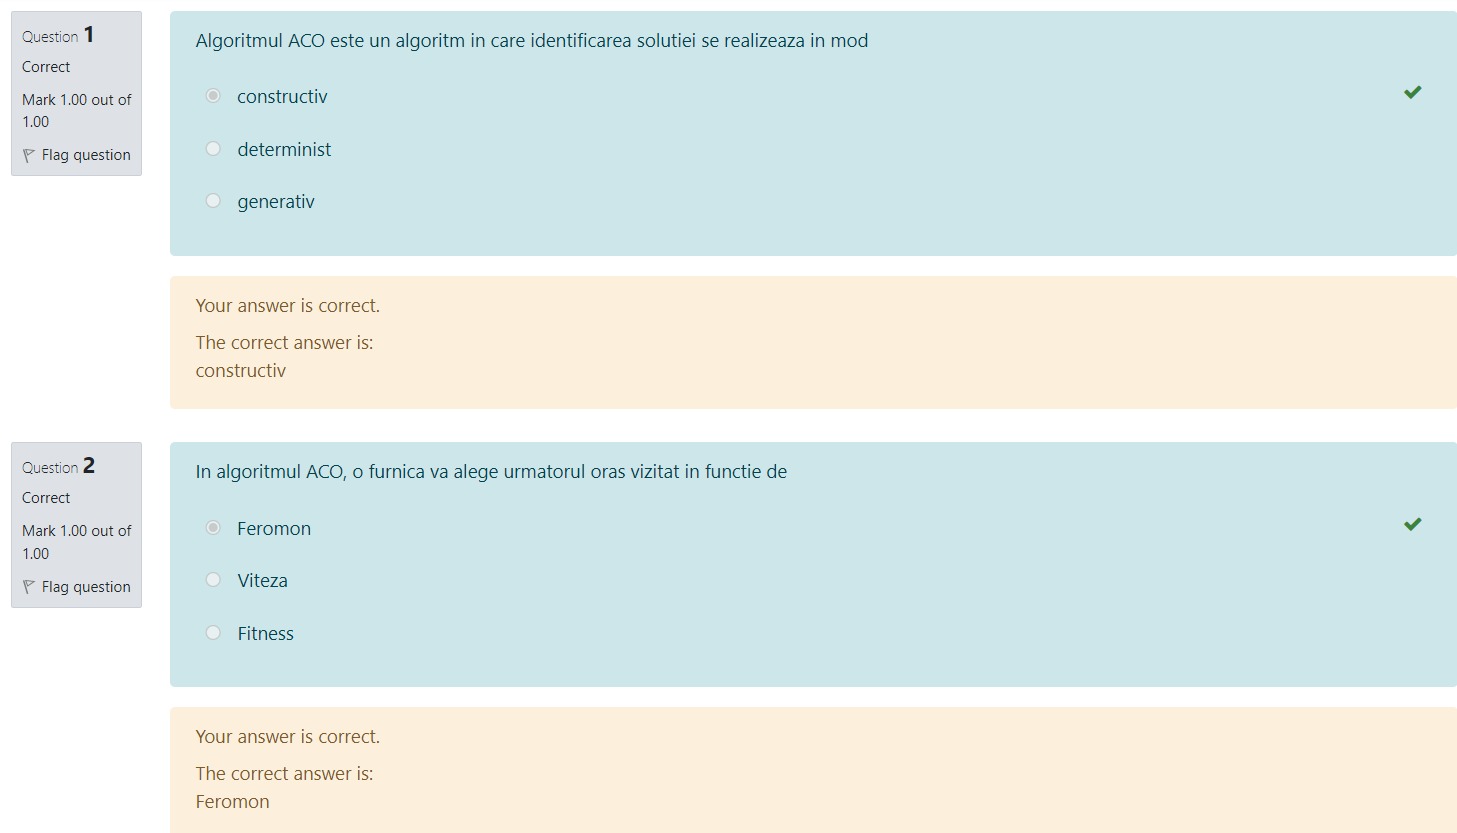 Question 1
Correct
Mark 1.00 out of
1.00
Flag question
Algoritmul ACO este un algoritm in care identificarea solutiei se realizeaza in mod
constructiv
determinist
generativ
Your answer is correct.
The correct answer is:
constructiv
Question 2
Correct
Mark 1.00 out of
1.00
Flag question
In algoritmul ACO, o furnica va alege urmatorul oras vizitat in functie de
Feromon
Viteza
Fitness
Your answer is correct.
The correct answer is:
Feromon